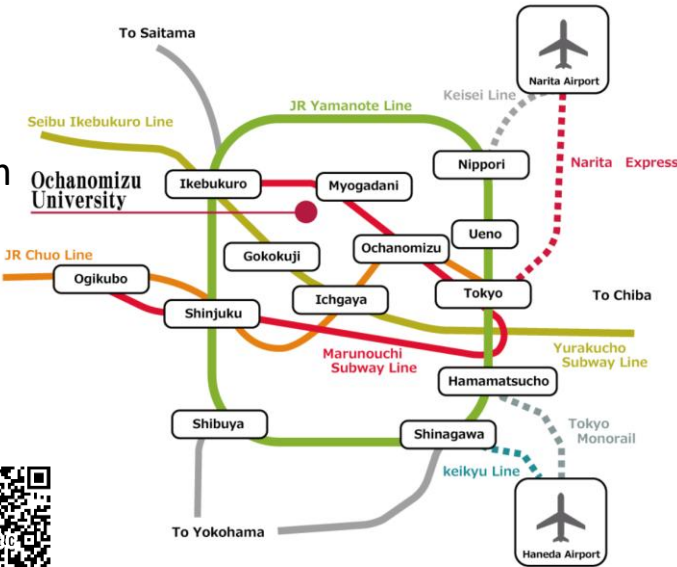 To Saitama
Narita Airport
Keisei Line
JR Yamanote Line
Seibu Ikebukuro Line
Nippori
Narita Express
n
Ikebukuro
Myogadani
Ochanomizu
University
Ueno
Ochanomizu
Gokokuji
JR Chuo Line
Ogikubo
Tokyo
Ichgaya
To Chiba
Shinjuku
Marunouchi
Subway Line
Yurakucho
Subway Line
Hamamatsucho
Shibuya
Shinagawa
Tokyo
Monorail
keikyu Line
To Yokohama
Haneda Airport